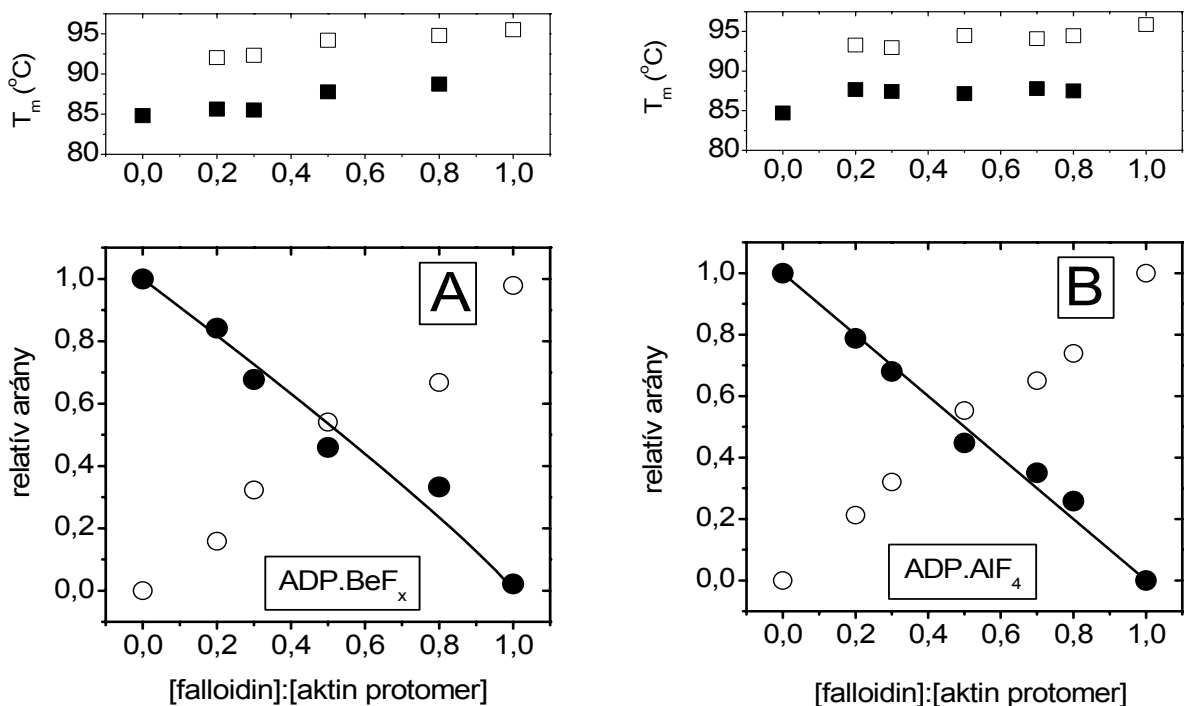 T_m (°C)
95
90
85
80
0,0 0,2 0,4 0,6 0,8 1,0
T_m (°C)
95
90
85
80
0,0 0,2 0,4 0,6 0,8 1,0
relatív arány
1,0
0,8
0,6
0,4
0,2
0,0
A
ADP.BeF_x
0,0 0,2 0,4 0,6 0,8 1,0
[falloidin]:[aktin protomer]
relatív arány
1,0
0,8
0,6
0,4
0,2
0,0
B
ADP.AlF_4
0,0 0,2 0,4 0,6 0,8 1,0
[falloidin]:[aktin protomer]